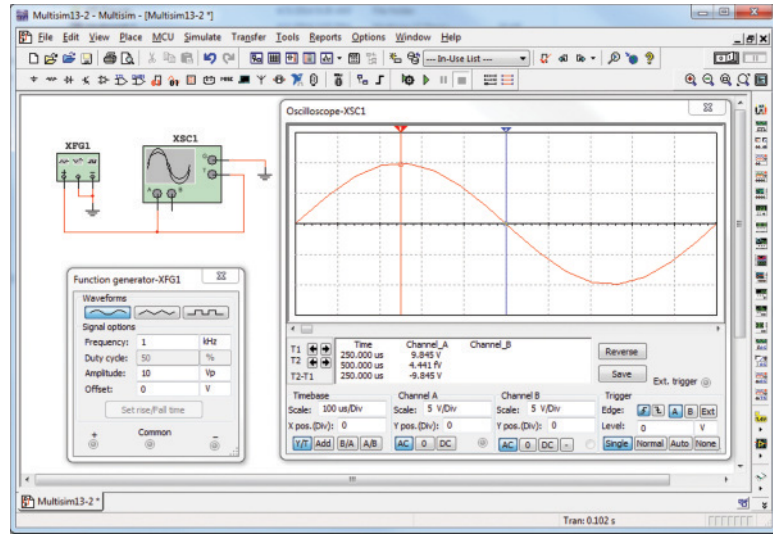 Multisim13-2 - Multisim - [Multisim13-2 *]
File Edit View Place MCU Simulate Transfer Tools Reports Options Window Help
--- In-Use List ---
XFG1
XSC1
G
T
A B
Oscilloscope-XSC1
T1
T2
T2-T1
Time Channel_A Channel_B
250.000 us 9.845 V
500.000 us 4.441 fV
250.000 us -9.845 V
Reverse
Save
Ext. trigger
Timebase
Scale: 100 us/Div
X pos.(Div): 0
Y/T Add B/A A/B
Channel A
Scale: 5 V/Div
Y pos.(Div): 0
AC 0 DC
Channel B
Scale: 5 V/Div
Y pos.(Div): 0
AC 0 DC -
Trigger
Edge: A B Ext
Level: 0 V
Single Normal Auto None
Function generator-XFG1
Waveforms
Signal options
Frequency: 1 kHz
Duty cycle: 50 %
Amplitude: 10 Vp
Offset: 0 V
Set rise/Fall time
+ Common -
Multisim13-2 *
Tran: 0.102 s